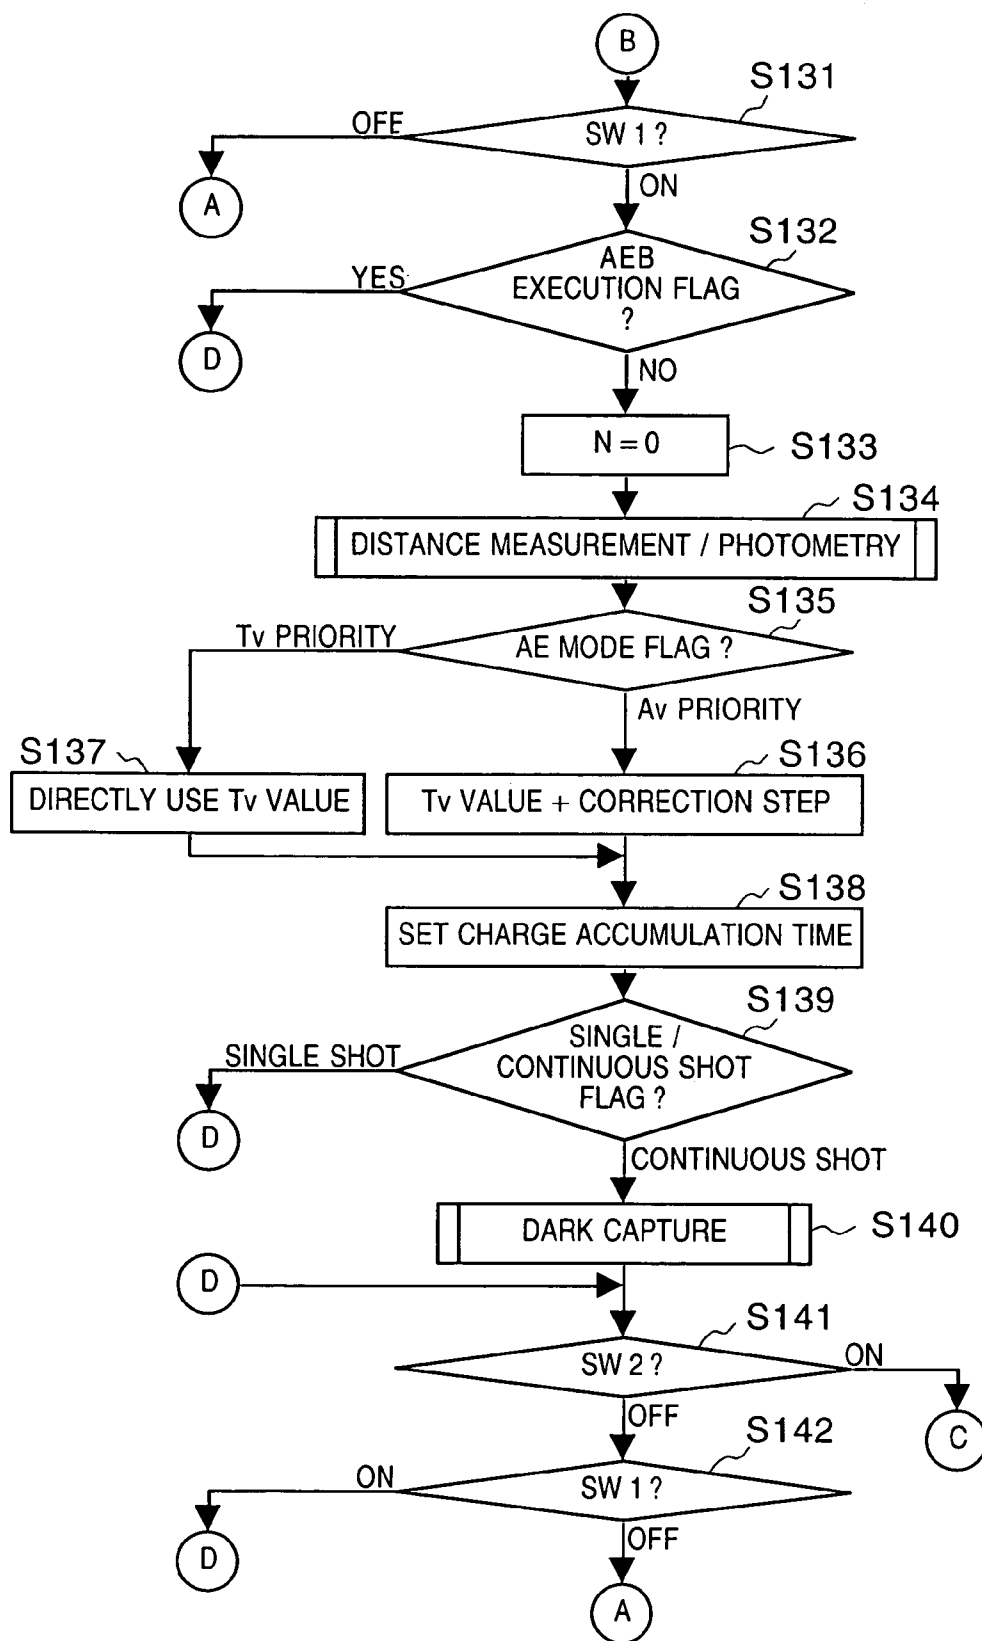 B
S131
OFF
SW 1 ?
A
ON
S132
AEB
YES
EXECUTION FLAG
?
D
NO
N = 0
S133
S134
DISTANCE MEASUREMENT / PHOTOMETRY
S135
Tv PRIORITY
AE MODE FLAG ?
Av PRIORITY
S137
S136
DIRECTLY USE Tv VALUE
Tv VALUE + CORRECTION STEP
S138
SET CHARGE ACCUMULATION TIME
S139
SINGLE SHOT
SINGLE /
CONTINUOUS SHOT
FLAG ?
D
CONTINUOUS SHOT
DARK CAPTURE
S140
D
S141
SW 2 ?
ON
OFF
C
S142
ON
SW 1 ?
OFF
D
A